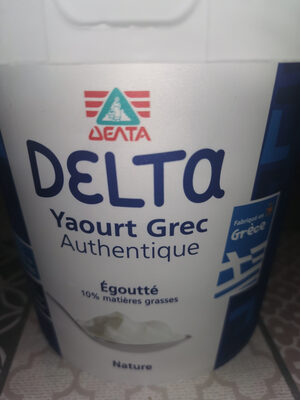 ΔΕΛΤΑ
DELTA
Yaourt Grec
Authentique
Fabriqué en
Grèce
Égoutté
10% matières grasses
Nature